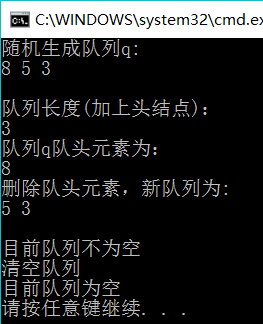 C:\WINDOWS\system32\cmd.ex
随机生成队列q:
8 5 3
队列长度(加上头结点):
3
队列q队头元素为:
8
删除队头元素，新队列为:
5 3
目前队列不为空
清空队列
目前队列为空
请按任意键继续. . .